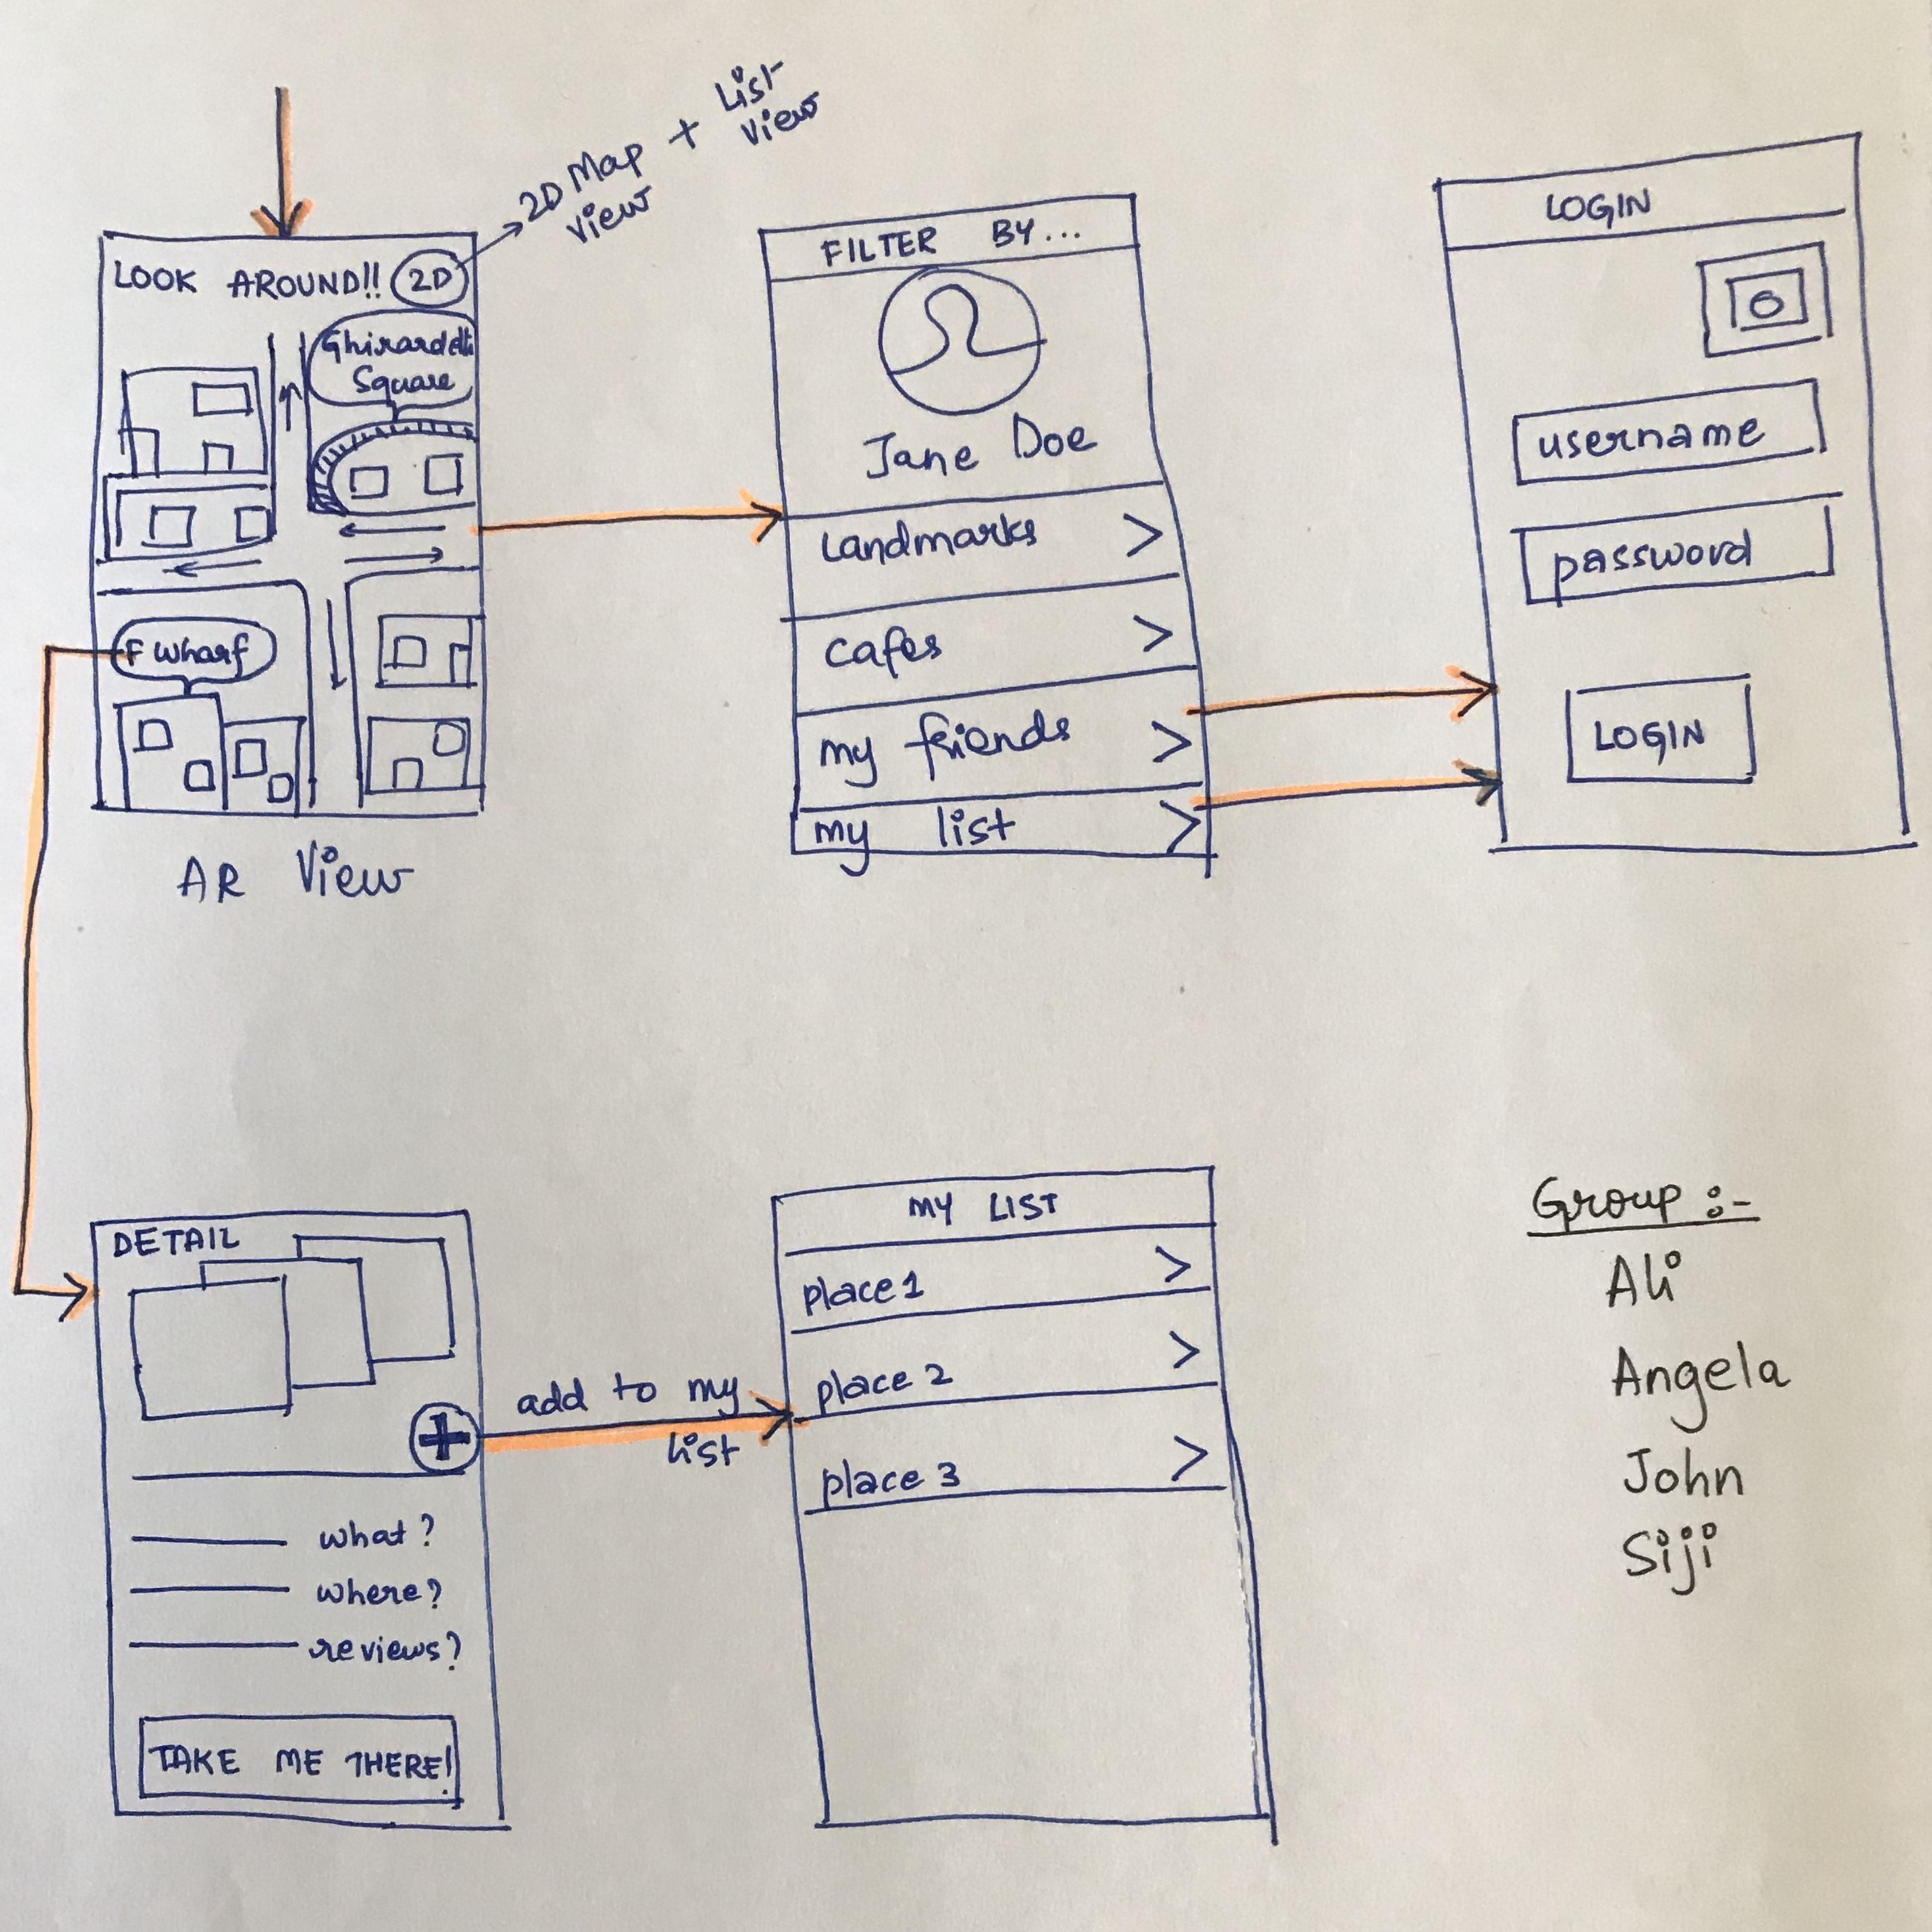 2D Map + List
View View
LOOK AROUND!! 2D
Ghirardelli
Square
F Wharf
AR View
FILTER BY...
Jane Doe
Landmarks >
cafes >
my friends >
my list >
LOGIN
username
password
LOGIN
DETAIL
+
what?
where?
reviews?
TAKE ME THERE!
add to my
list
MY LIST
place 1 >
place 2 >
place 3 >
Group :-
Ali
Angela
John
Siji